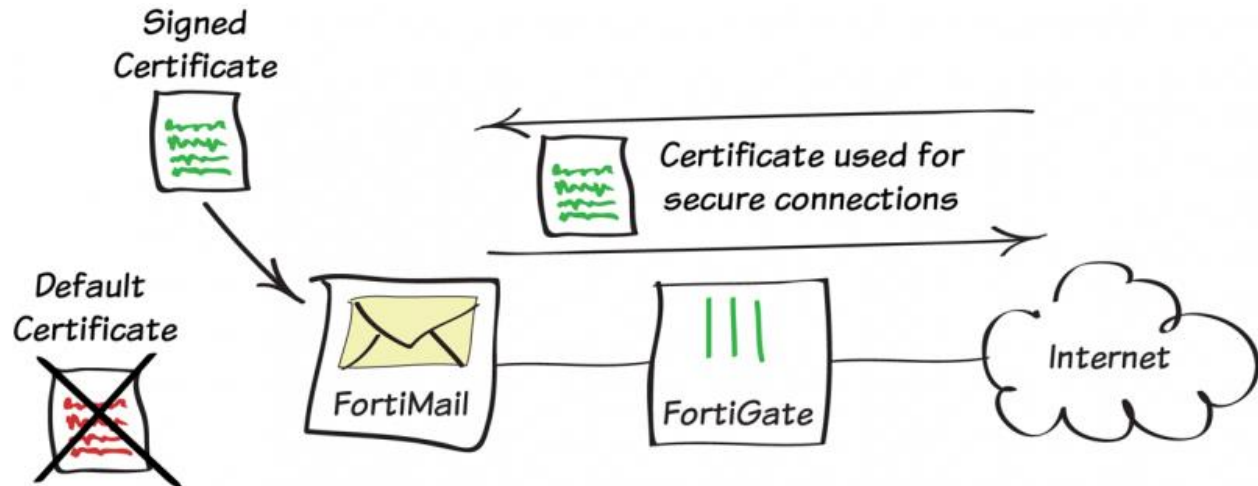 Signed
Certificate
Certificate used for
secure connections
Default
Certificate
FortiMail
FortiGate
Internet